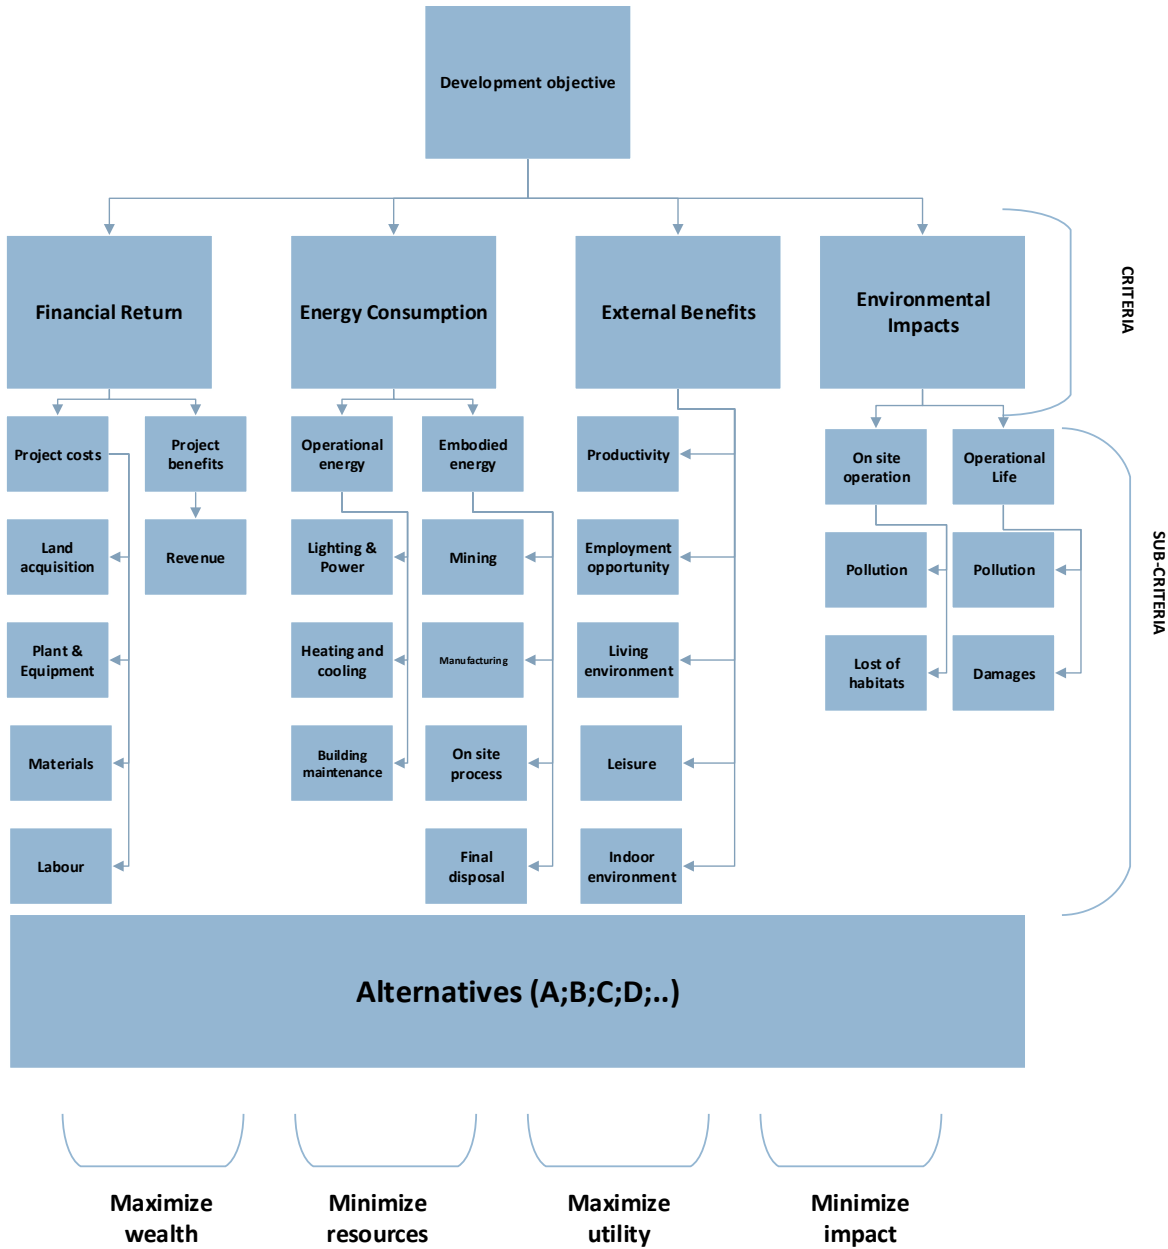 Development objective
Financial Return
Energy Consumption
External Benefits
Environmental
Impacts
CRITERIA
Project costs
Project
benefits
Operational
energy
Embodied
energy
Productivity
On site
operation
Operational
Life
SUB-CRITERIA
Land
acquisition
Revenue
Lighting &
Power
Mining
Employment
opportunity
Pollution
Pollution
Plant &
Equipment
Heating and
cooling
Manufacturing
Living
environment
Lost of
habitats
Damages
Materials
Building
maintenance
On site
process
Leisure
Labour
Final
disposal
Indoor
environment
Alternatives (A;B;C;D;..)
Maximize
wealth
Minimize
resources
Maximize
utility
Minimize
impact